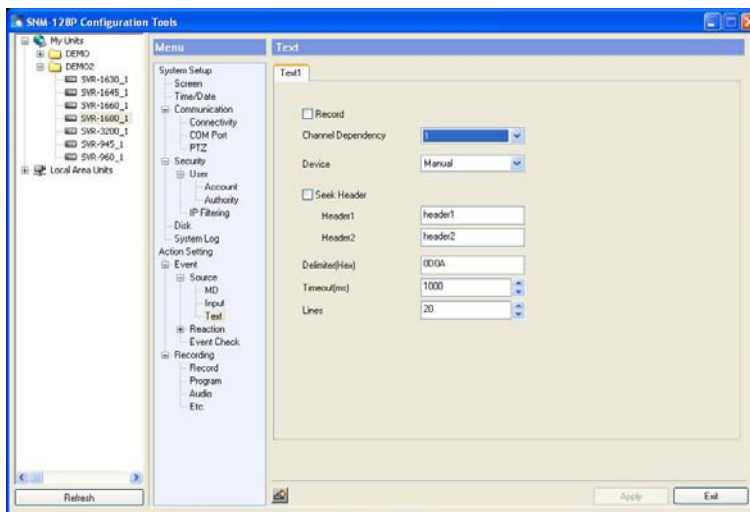 SNM-128P Configuration Tools
My Units
DEMO
DEMO2
SVR-1630_1
SVR-1645_1
SVR-1660_1
SVR-1600_1
SVR-3200_1
SVR-945_1
SVR-960_1
Local Area Units
Refresh
Menu
System Setup
Screen
Time/Date
Communication
Connectivity
COM Port
PTZ
Security
User
Account
Authority
IP Filtering
Disk
System Log
Action Setting
Event
Source
MD
Input
Text
Reaction
Event Check
Recording
Record
Program
Audio
Etc.
Text
Text1
Record
Channel Dependency 1
Device Manual
Seek Header
Header1 header1
Header2 header2
Delimiter(Hex) 0D0A
Timeout(ms) 1000
Lines 20
Apply Exit